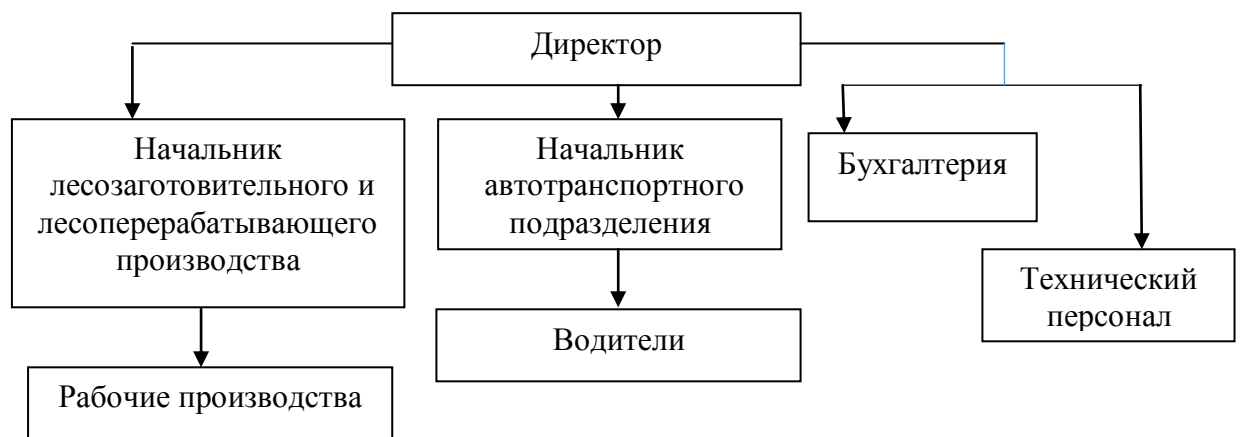 Директор
Начальник
лесозаготовительного и
лесоперерабатывающего
производства
Начальник
автотранспортного
подразделения
Бухгалтерия
Технический
персонал
Водители
Рабочие производства